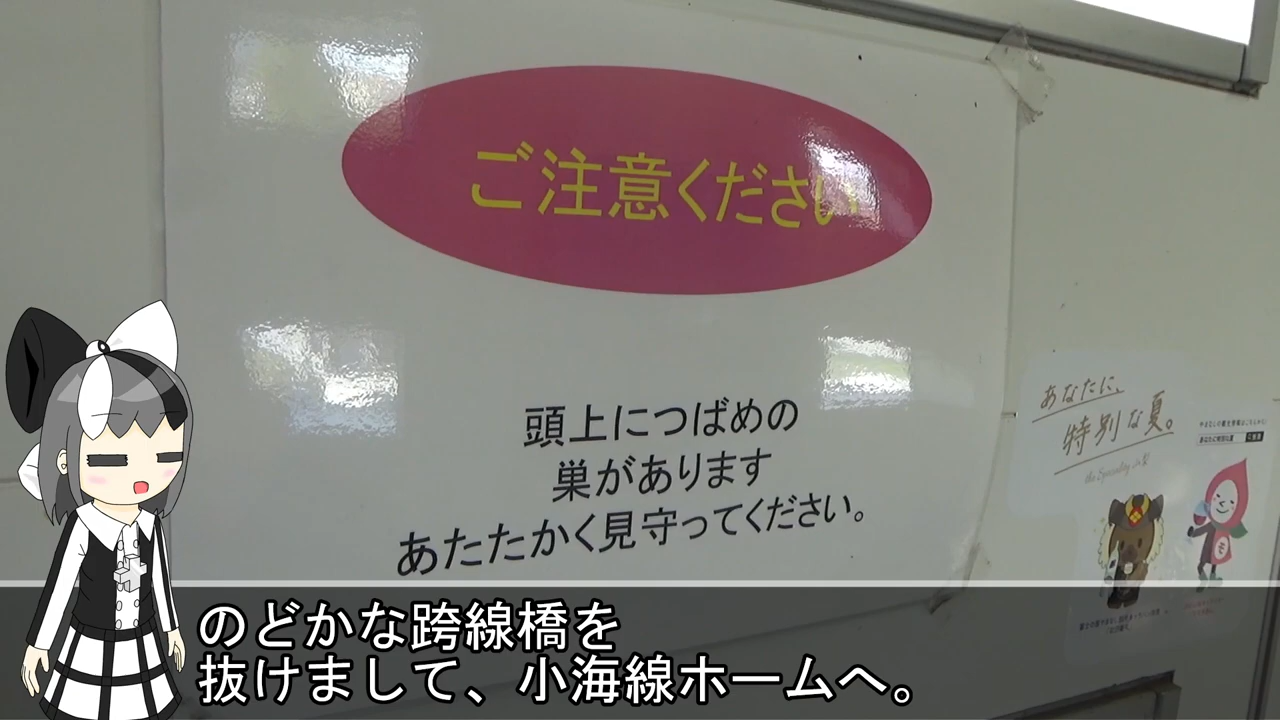 ご注意ください
頭上につばめの
巣があります
あたたかく見守ってください。
あなたに、
特別な夏。
のどかな跨線橋を
抜けまして、小海線ホームへ。